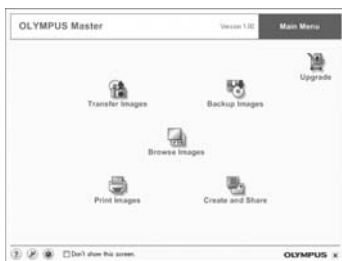 OLYMPUS Master
Version 1.00
Main Menu
Upgrade
Transfer Images
Backup Images
Browse Images
Print Images
Create and Share
Don't show this screen.
OLYMPUS